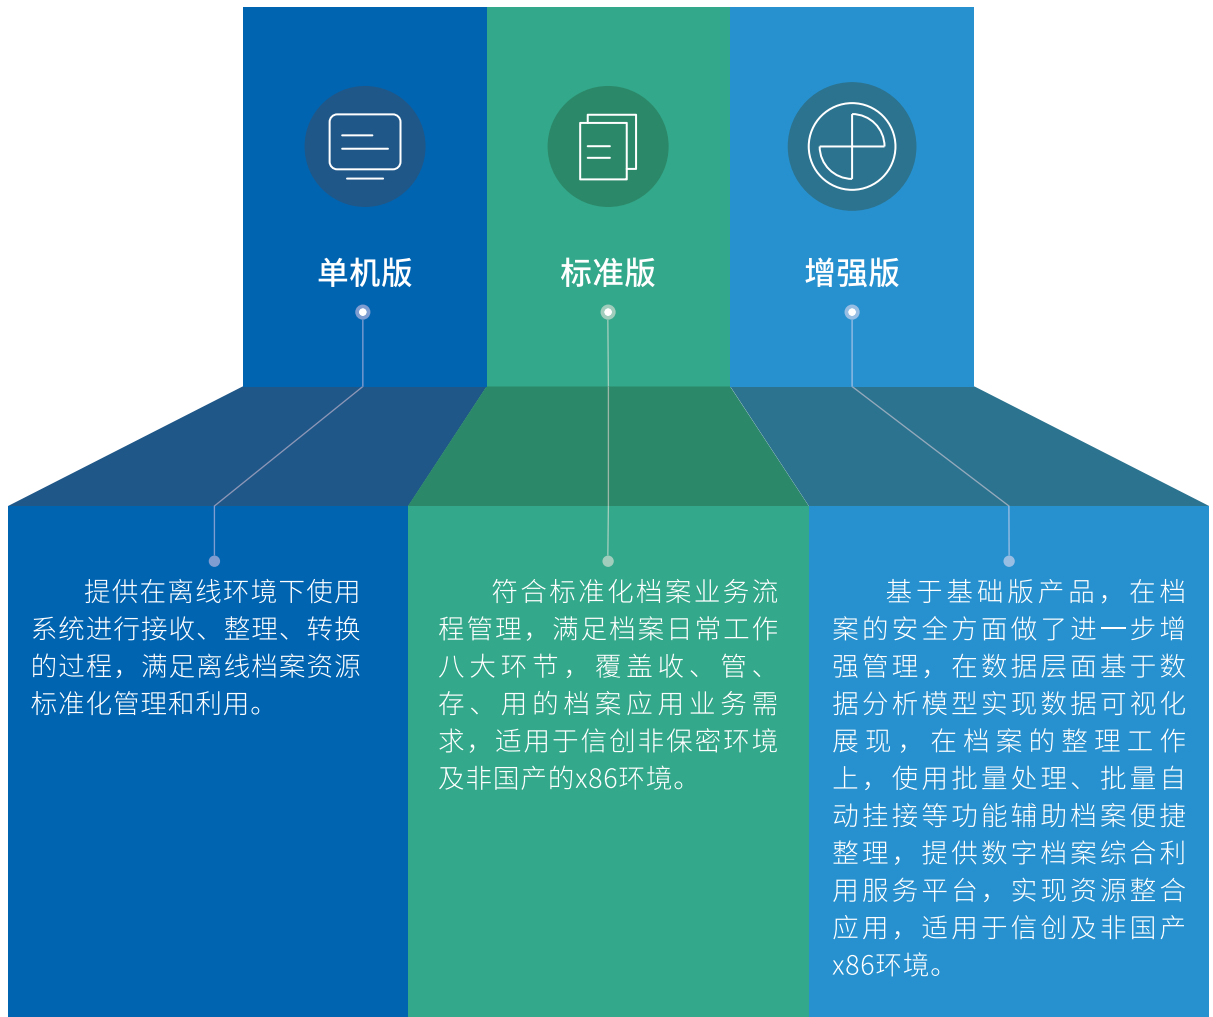 单机版
标准版
增强版
提供在离线环境下使用
系统进行接收、整理、转换
的过程，满足离线档案资源
标准化管理和利用。
符合标准化档案业务流
程管理，满足档案日常工作
八大环节，覆盖收、管、
存、用的档案应用业务需
求，适用于信创非保密环境
及非国产的x86环境。
基于基础版产品，在档
案的安全方面做了进一步增
强管理，在数据层面基于数
据分析模型实现数据可视化
展现，在档案的整理工作
上，使用批量处理、批量自
动挂接等功能辅助档案便捷
整理，提供数字档案综合利
用服务平台，实现资源整合
应用，适用于信创及非国产
x86环境。